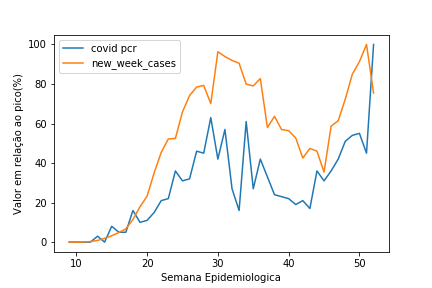 covid pcr
new_week_cases
Valor em relação ao pico(%)
100
80
60
40
20
0
10
20
30
40
50
Semana Epidemiologica